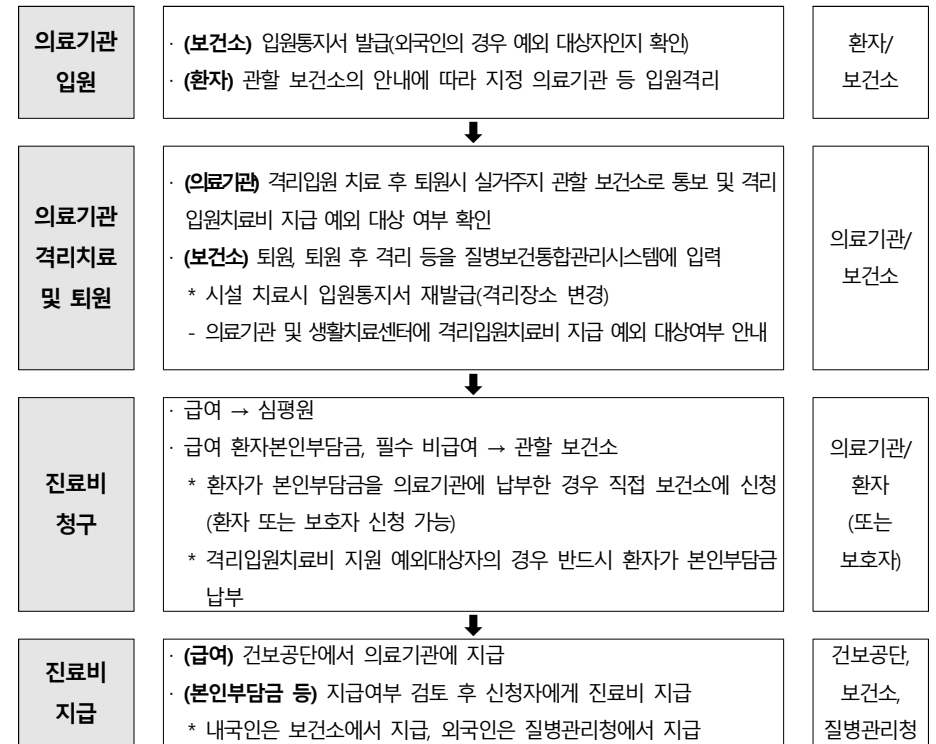 의료기관
입원
· (보건소) 입원통지서 발급(외국인의 경우 예외 대상자인지 확인)
· (환자) 관할 보건소의 안내에 따라 지정 의료기관 등 입원격리
환자/
보건소
⬇
의료기관
격리치료
및 퇴원
· (의료기관) 격리입원 치료 후 퇴원시 실거주지 관할 보건소로 통보 및 격리
입원치료비 지급 예외 대상 여부 확인
· (보건소) 퇴원, 퇴원 후 격리 등을 질병보건통합관리시스템에 입력
* 시설 치료시 입원통지서 재발급(격리장소 변경)
- 의료기관 및 생활치료센터에 격리입원치료비 지급 예외 대상여부 안내
의료기관/
보건소
⬇
진료비
청구
· 급여 → 심평원
· 급여 환자본인부담금, 필수 비급여 → 관할 보건소
* 환자가 본인부담금을 의료기관에 납부한 경우 직접 보건소에 신청
(환자 또는 보호자 신청 가능)
* 격리입원치료비 지원 예외대상자의 경우 반드시 환자가 본인부담금
납부
의료기관/
환자
(또는
보호자)
⬇
진료비
지급
· (급여) 건보공단에서 의료기관에 지급
· (본인부담금 등) 지급여부 검토 후 신청자에게 진료비 지급
* 내국인은 보건소에서 지급, 외국인은 질병관리청에서 지급
건보공단,
보건소,
질병관리청